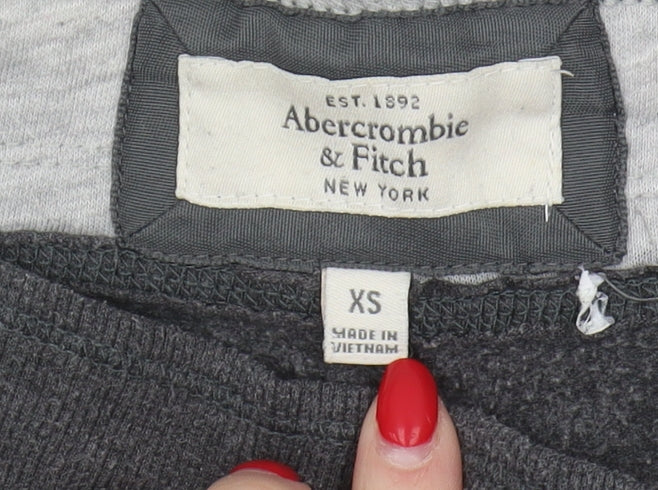 EST. 1892
Abercrombie
& Fitch
NEW YORK
XS
MADE IN
VIETNAM